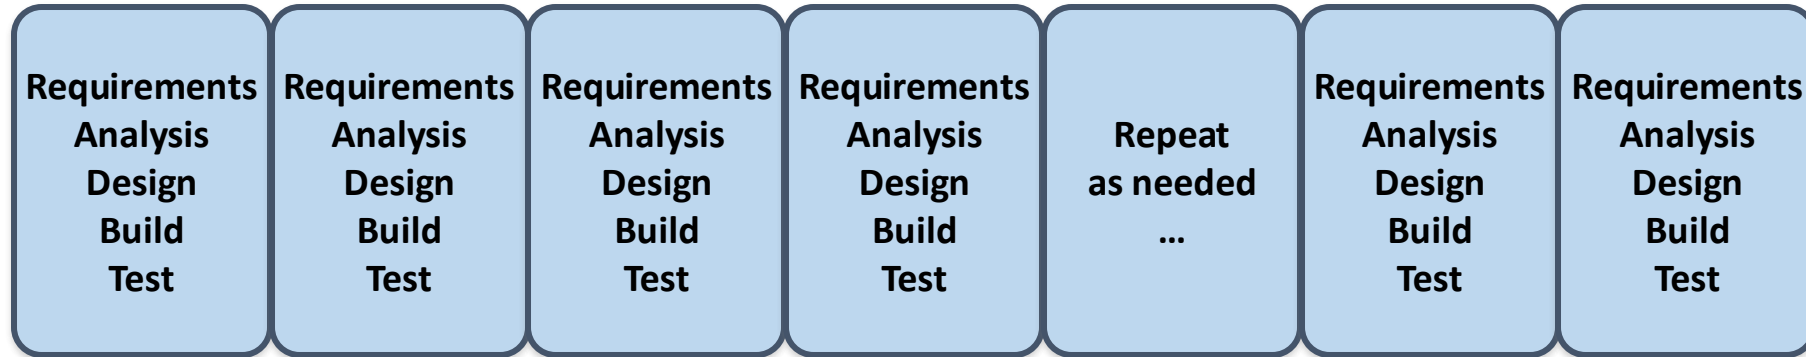 Requirements
Analysis
Design
Build
Test
Requirements
Analysis
Design
Build
Test
Requirements
Analysis
Design
Build
Test
Requirements
Analysis
Design
Build
Test
Repeat
as needed
…
Requirements
Analysis
Design
Build
Test
Requirements
Analysis
Design
Build
Test